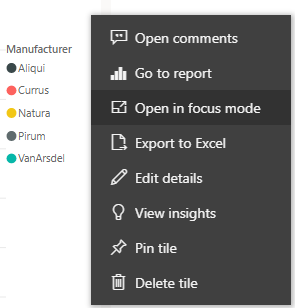 Manufacturer
Aliqui
Currus
Natura
Pirum
VanArsdel
Open comments
Go to report
Open in focus mode
Export to Excel
Edit details
View insights
Pin tile
Delete tile